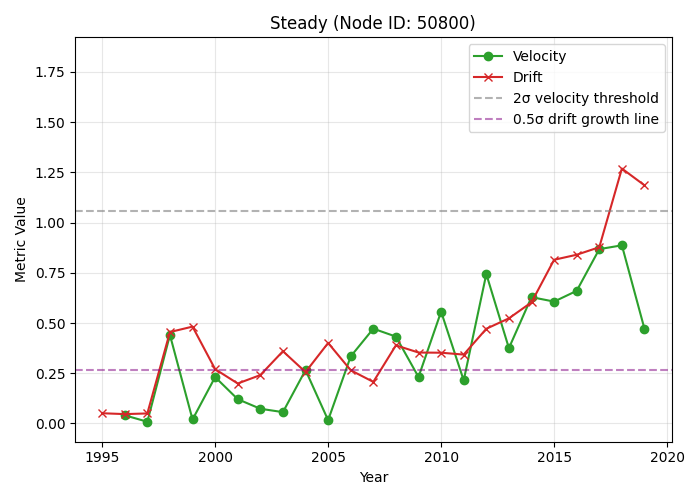 Steady (Node ID: 50800)
Velocity
Drift
2σ velocity threshold
0.5σ drift growth line
Metric Value
1.75
1.50
1.25
1.00
0.75
0.50
0.25
0.00
1995
2000
2005
2010
2015
2020
Year